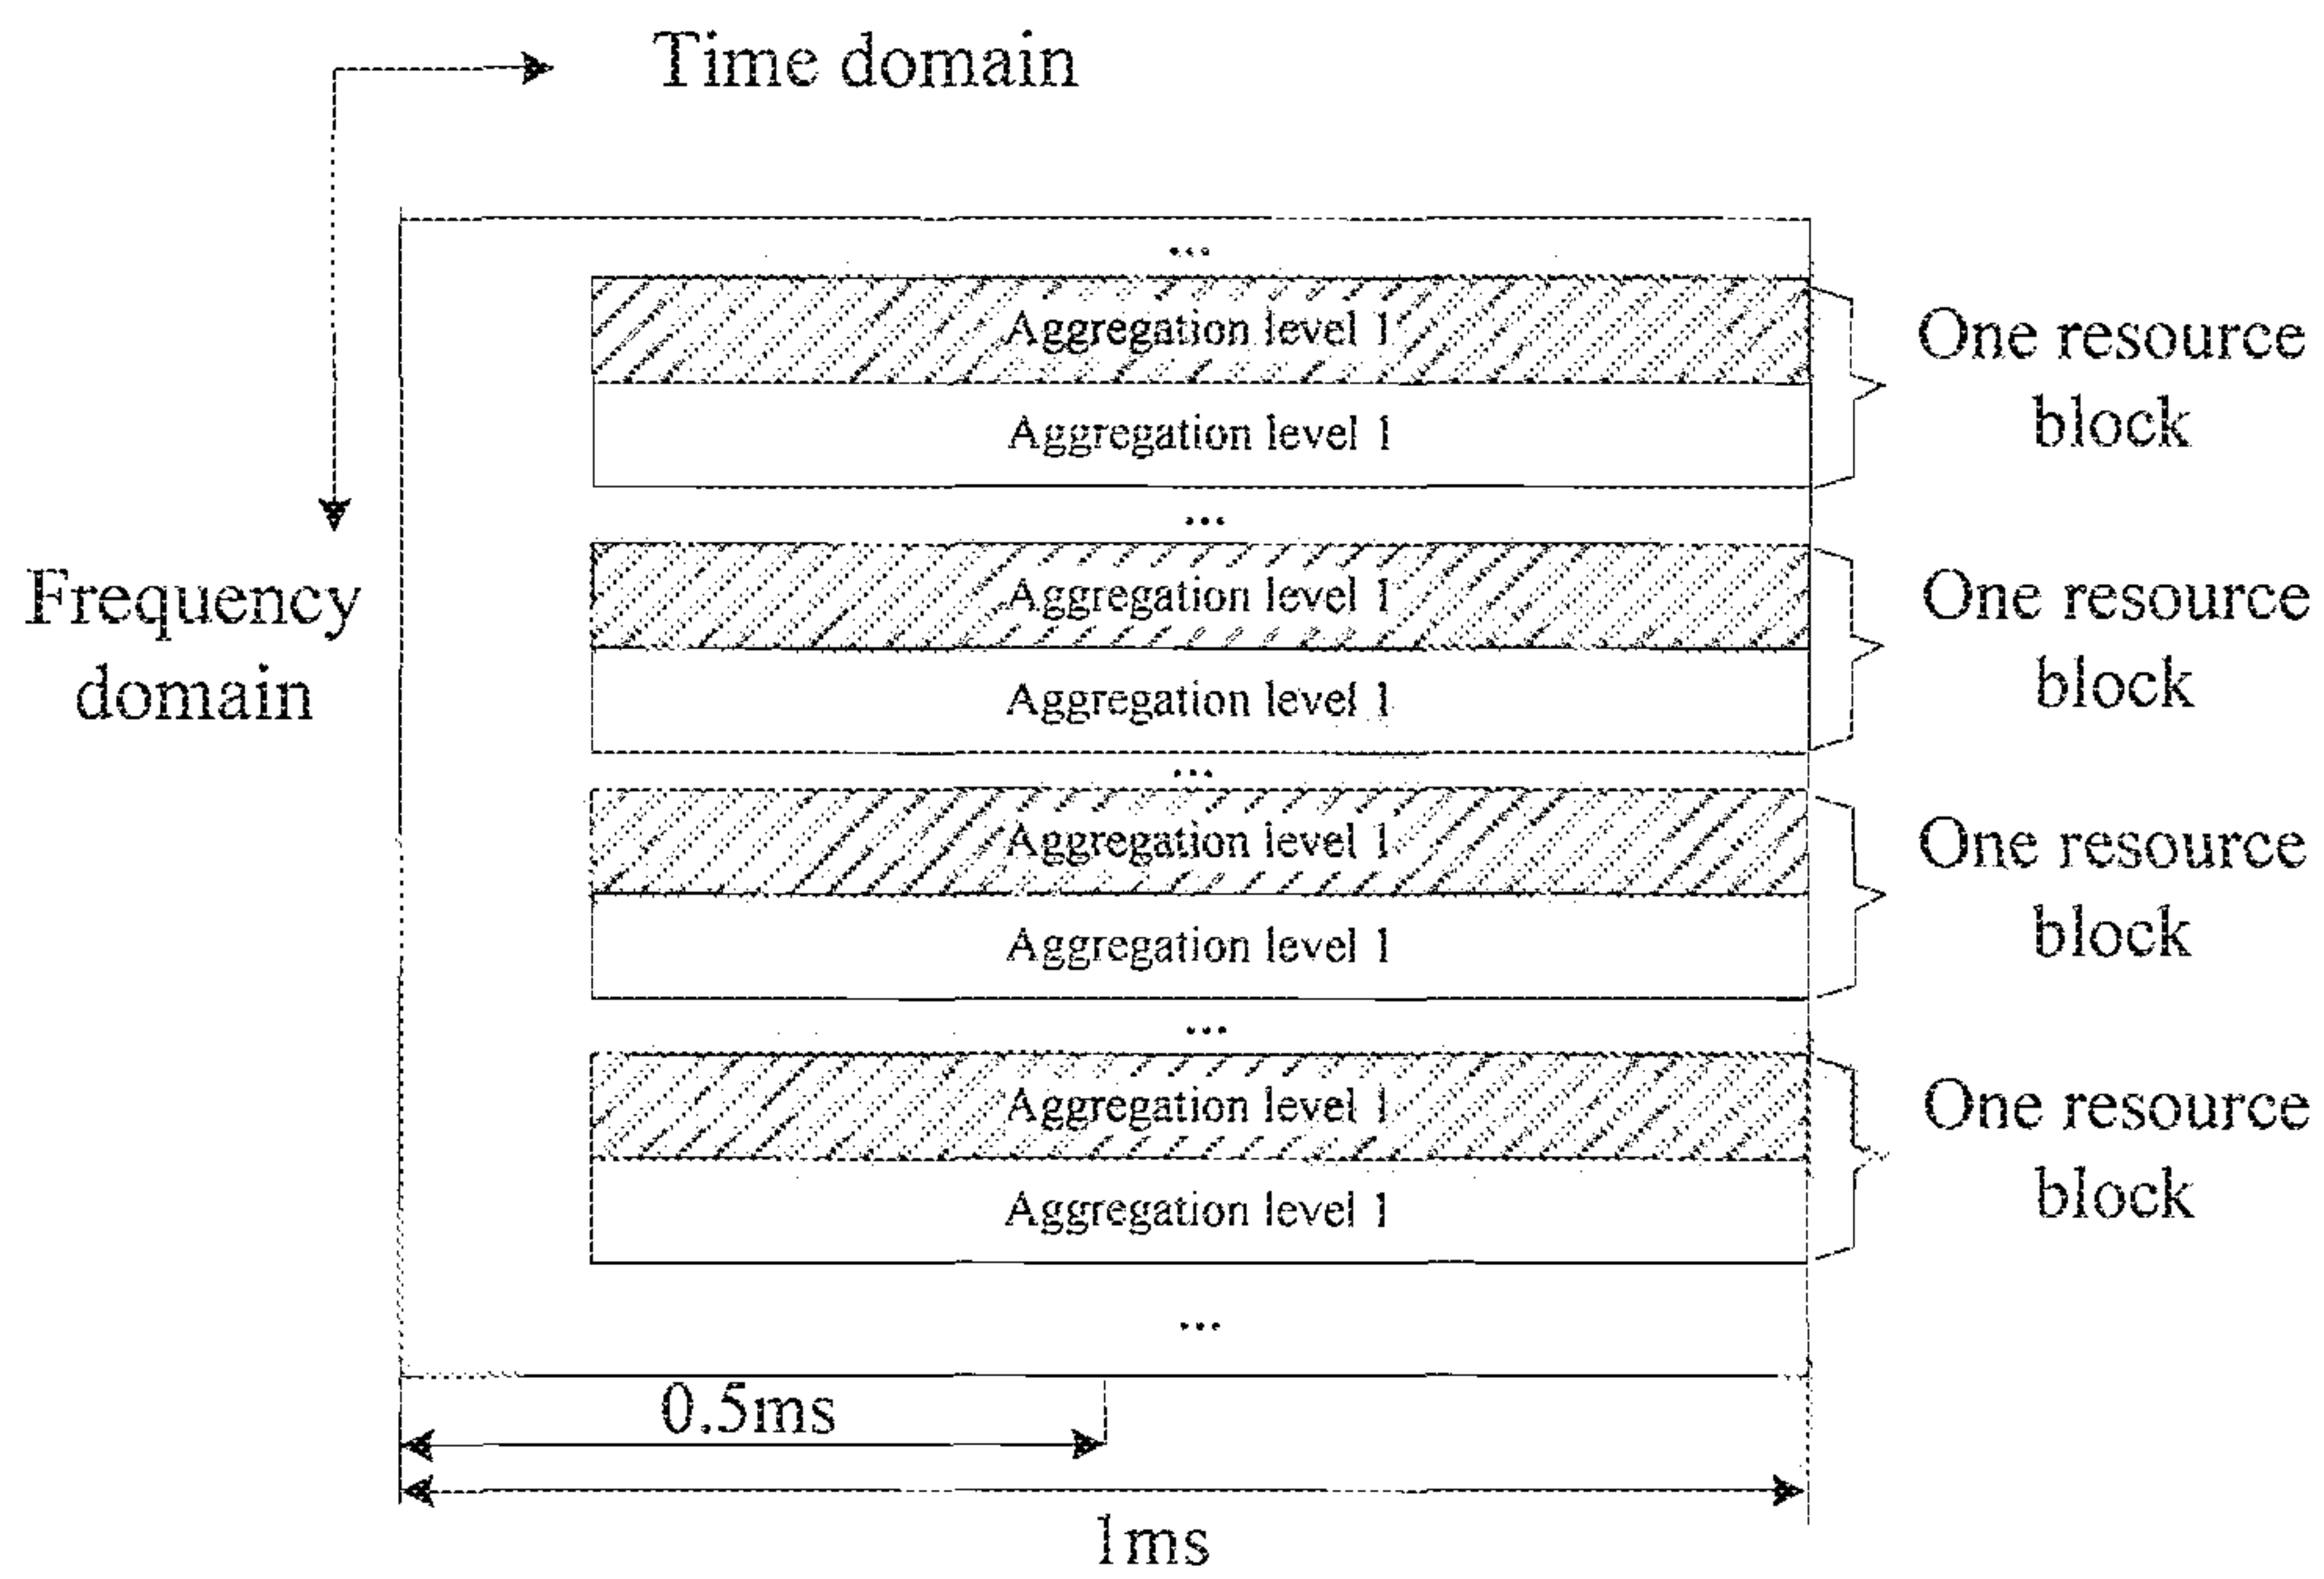 Time domain
...
Aggregation level 1
Aggregation level 1
One resource
block
...
Frequency
domain
Aggregation level 1
Aggregation level 1
One resource
block
...
Aggregation level 1
Aggregation level 1
One resource
block
...
Aggregation level 1
Aggregation level 1
One resource
block
...
0.5ms
1ms